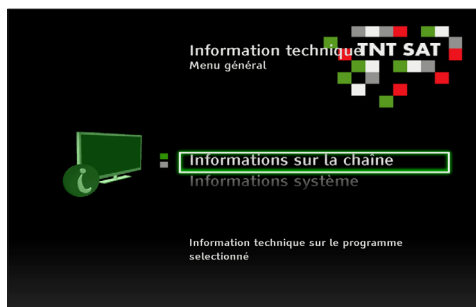 Information technique
TNT SAT
Menu général
Informations sur la chaîne
Informations système
Information technique sur le programme
selectionné